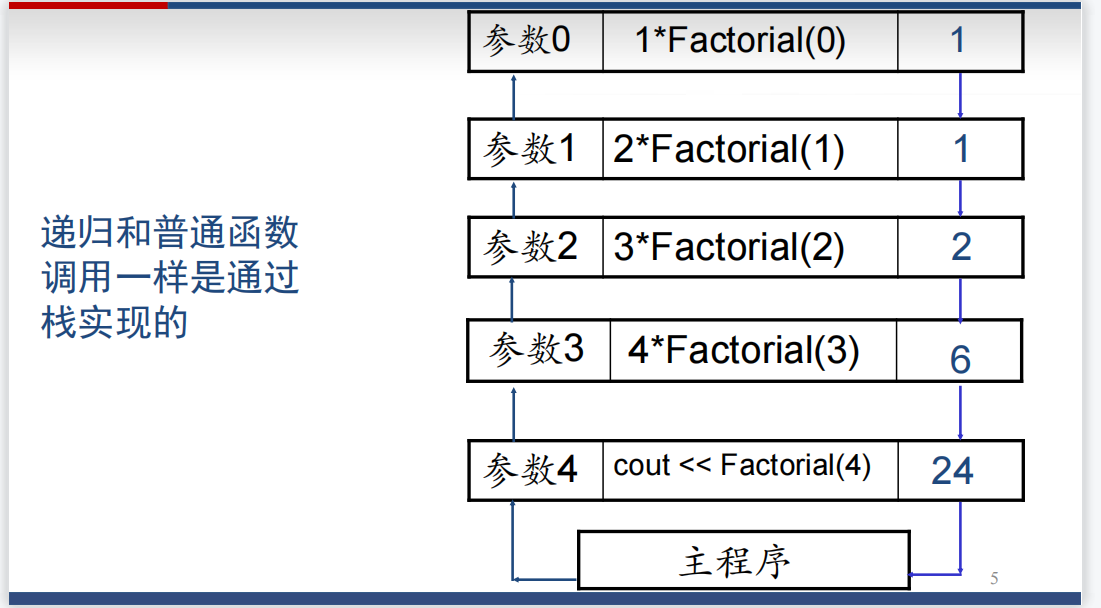 参数0 1*Factorial(0) 1
参数1 2*Factorial(1) 1
递归和普通函数
调用一样是通过
栈实现的
参数2 3*Factorial(2) 2
参数3 4*Factorial(3) 6
参数4 cout << Factorial(4) 24
主程序
5